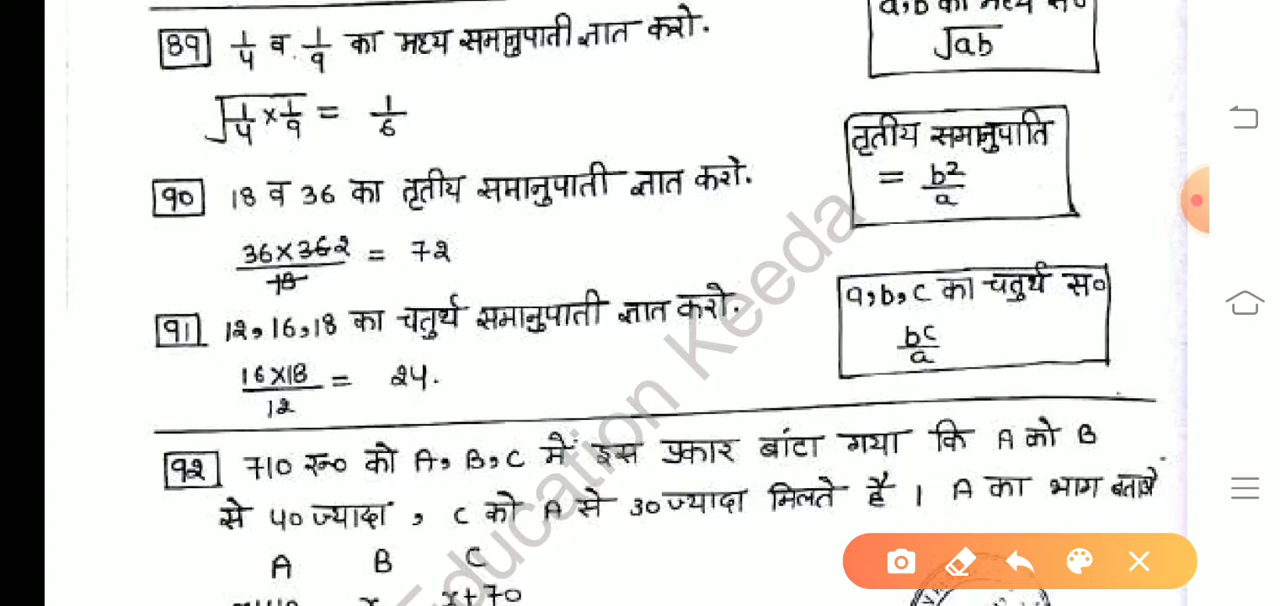 a,b का मध्य स०
√ab
89 1/4 व 1/9 का मध्य समानुपाती ज्ञात करो.
√1/4 × 1/9 = 1/6
तृतीय समानुपाति
= b²/a
90 18 व 36 का तृतीय समानुपाती ज्ञात करो.
36×36 2/18 = 72
a,b,c का चतुर्थ स०
bc/a
91 12,16,18 का चतुर्थ समानुपाती ज्ञात करो.
16×18/12 = 24.
92 710 रु० को A, B, C में इस प्रकार बांटा गया कि A को B
से 40 ज्यादा, C को A से 30 ज्यादा मिलते है । A का भाग बतावें
A B C
x x+70
Education Keeda